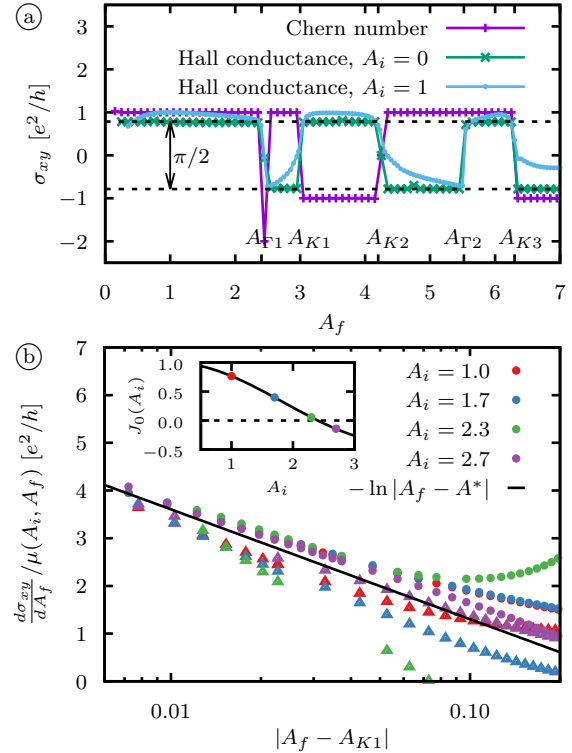 a
Chern number
Hall conductance, A_i = 0
Hall conductance, A_i = 1
σ_xy [e²/h]
2
1
0
−1
−2
π/2
A_Γ1 A_K1 A_K2 A_Γ2 A_K3
0 1 2 3 4 5 6 7
A_f
b
7
6
5
4
3
2
1
0
dσ_xy/dA_f /μ(A_i, A_f) [e²/h]
1.0
0.5
0.0
−0.5
J_0(A_i)
1 2 3
A_i
A_i = 1.0
A_i = 1.7
A_i = 2.3
A_i = 2.7
− ln |A_f − A*|
0.01 0.10
|A_f − A_K1|